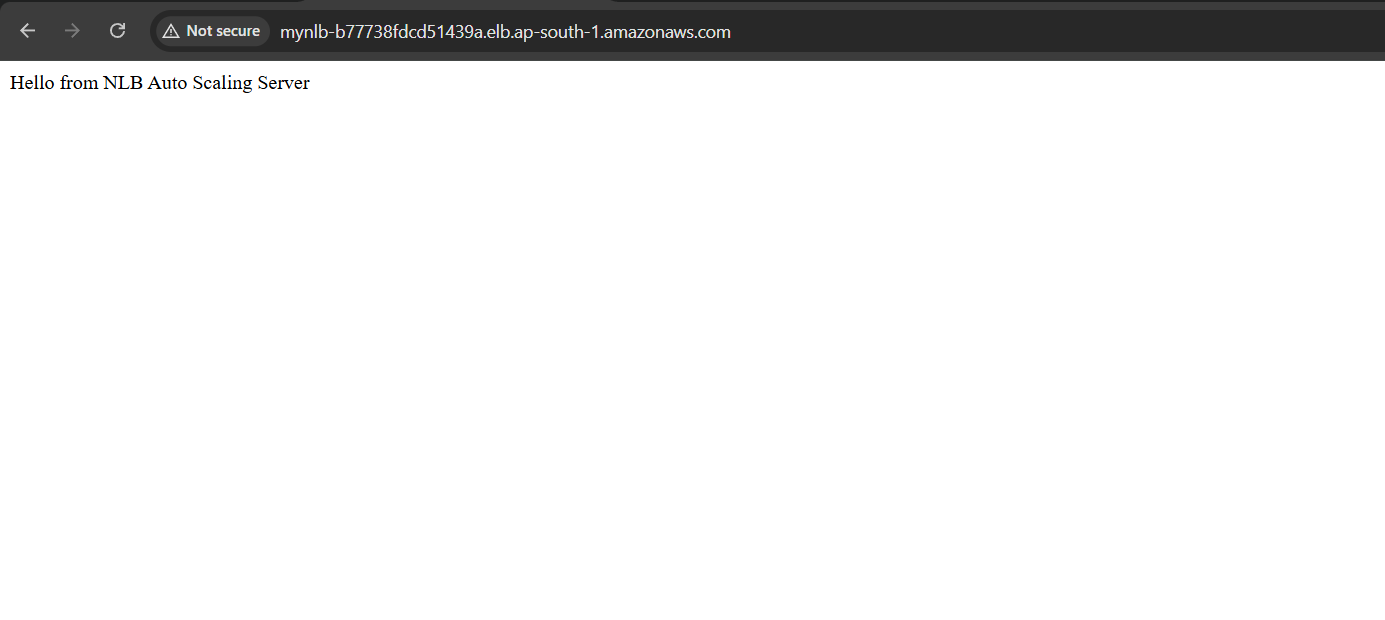 Not secure mynlb-b77738fdcd51439a.elb.ap-south-1.amazonaws.com
Hello from NLB Auto Scaling Server